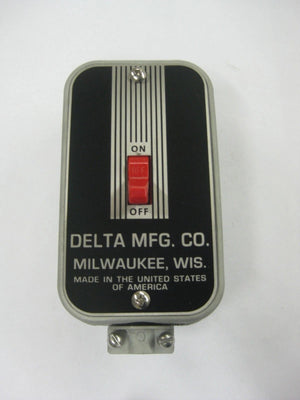 ON
OFF
DELTA MFG. CO.
MILWAUKEE, WIS.
MADE IN THE UNITED STATES
OF AMERICA